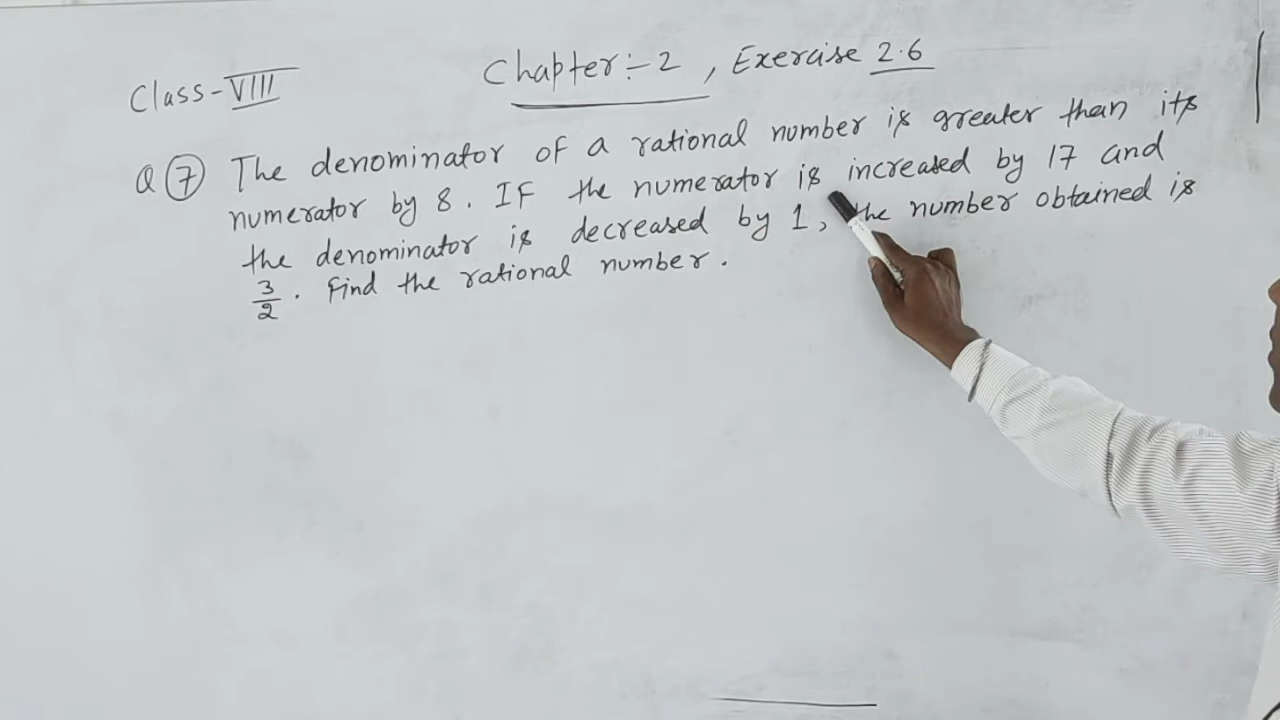 Class-VIII
Chapter:-2, Exercise 2.6
Q (7) The denominator of a rational number is greater than its
numerator by 8. If the numerator is increased by 17 and
the denominator is decreased by 1, the number obtained is
3/2. Find the rational number.